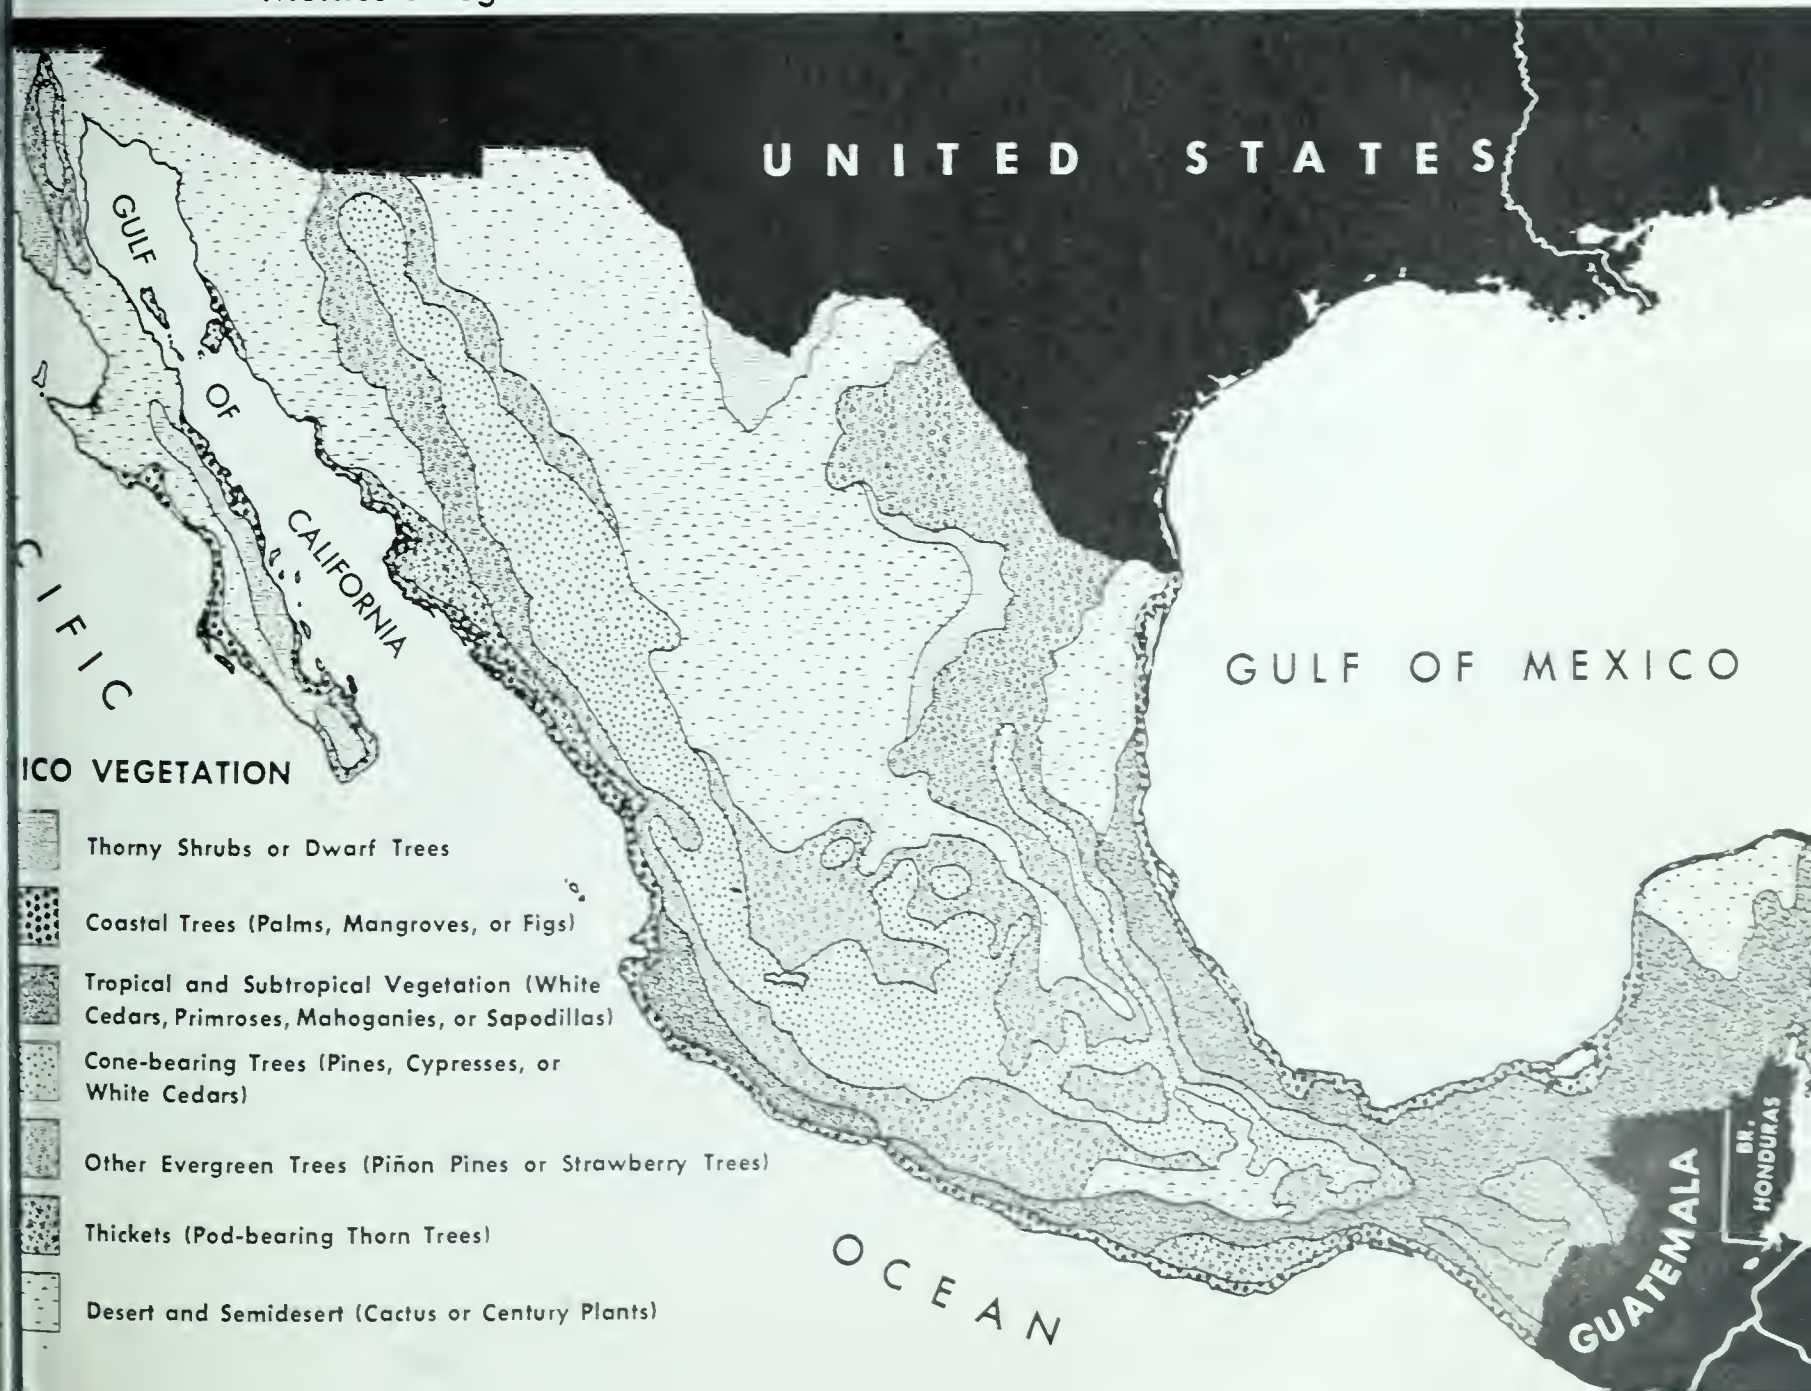 UNITED STATES
GULF OF CALIFORNIA
GULF OF MEXICO
CIFIC
OCEAN
ICO VEGETATION
Thorny Shrubs or Dwarf Trees
Coastal Trees (Palms, Mangroves, or Figs)
Tropical and Subtropical Vegetation (White
Cedars, Primroses, Mahoganies, or Sapodillas)
Cone-bearing Trees (Pines, Cypresses, or
White Cedars)
Other Evergreen Trees (Piñon Pines or Strawberry Trees)
Thickets (Pod-bearing Thorn Trees)
Desert and Semidesert (Cactus or Century Plants)
GUATEMALA
BR.
HONDURAS